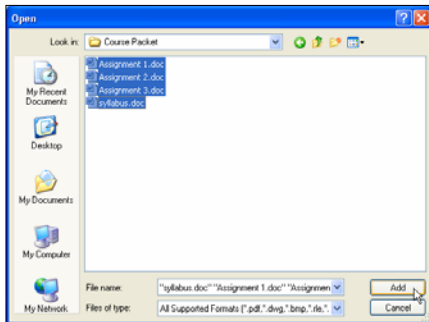 Open
Look in: Course Packet
Assignment 1.doc
Assignment 2.doc
Assignment 3.doc
syllabus.doc
My Recent
Documents
Desktop
My Documents
My Computer
My Network
File name: "syllabus.doc" "Assignment 1.doc" "Assignmen
Add
Files of type: All Supported Formats (*.pdf,*.dwg,*.bmp,*.rle,*.
Cancel